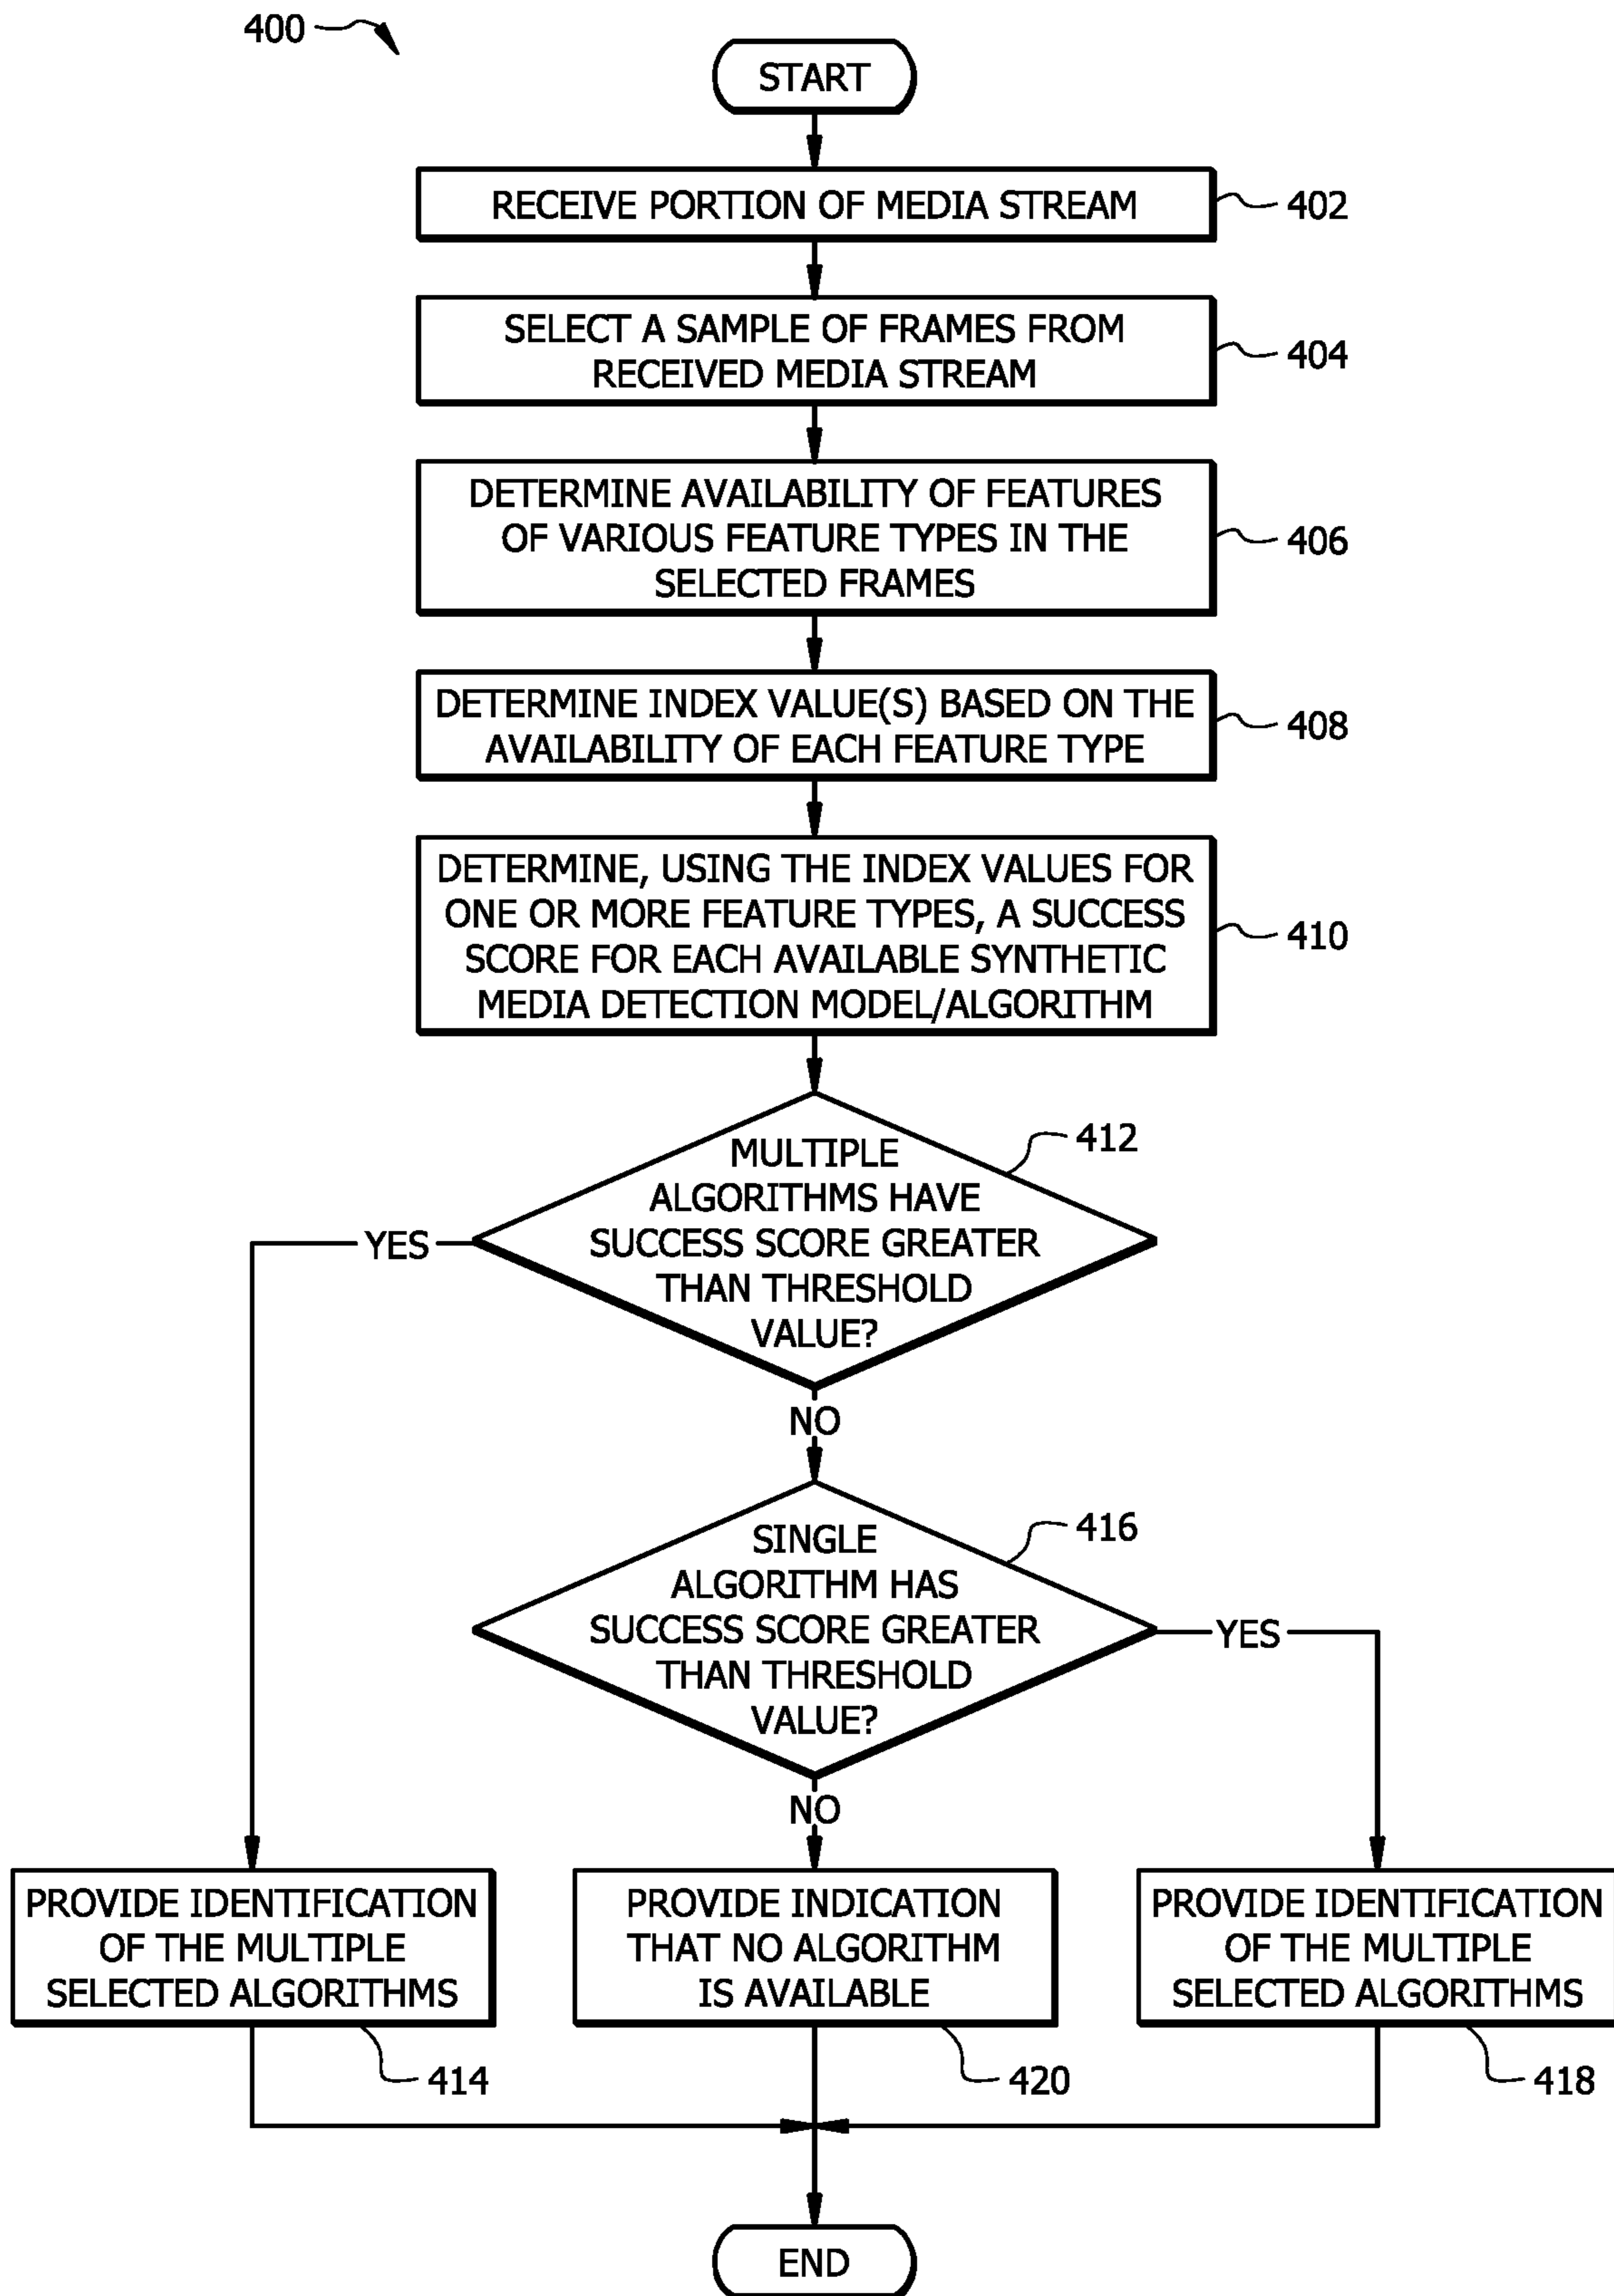 400
START
RECEIVE PORTION OF MEDIA STREAM
402
SELECT A SAMPLE OF FRAMES FROM
RECEIVED MEDIA STREAM
404
DETERMINE AVAILABILITY OF FEATURES
OF VARIOUS FEATURE TYPES IN THE
SELECTED FRAMES
406
DETERMINE INDEX VALUE(S) BASED ON THE
AVAILABILITY OF EACH FEATURE TYPE
408
DETERMINE, USING THE INDEX VALUES FOR
ONE OR MORE FEATURE TYPES, A SUCCESS
SCORE FOR EACH AVAILABLE SYNTHETIC
MEDIA DETECTION MODEL/ALGORITHM
410
MULTIPLE
ALGORITHMS HAVE
SUCCESS SCORE GREATER
THAN THRESHOLD
VALUE?
412
YES
NO
SINGLE
ALGORITHM HAS
SUCCESS SCORE GREATER
THAN THRESHOLD
VALUE?
416
YES
NO
PROVIDE IDENTIFICATION
OF THE MULTIPLE
SELECTED ALGORITHMS
414
PROVIDE INDICATION
THAT NO ALGORITHM
IS AVAILABLE
420
PROVIDE IDENTIFICATION
OF THE MULTIPLE
SELECTED ALGORITHMS
418
END